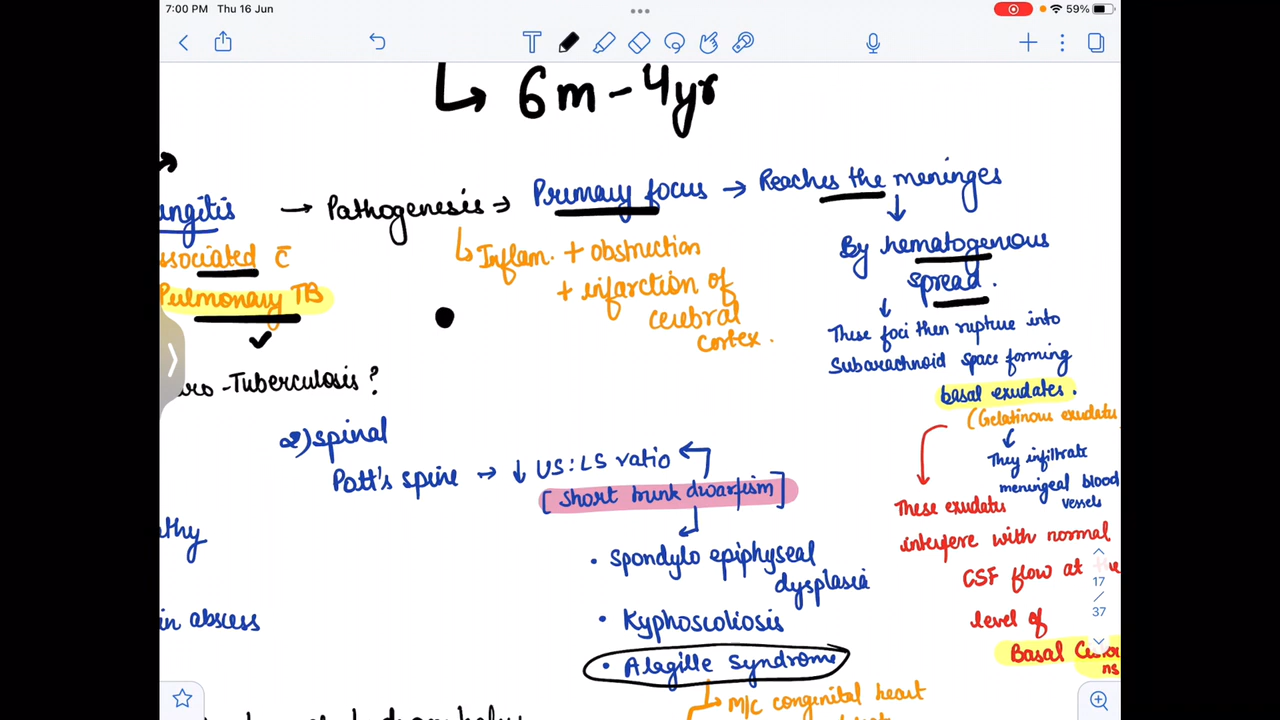 7:00 PM Thu 16 Jun
59%
↳ 6m - 4yr
ngitis → Pathogenesis → Primary focus → Reaches the meninges
ssociated c̄
Pulmonary TB
Inflam. + obstruction
+ infarction of
cerebral
cortex.
By hematogenous
spread.
These foci then rupture into
Subarachnoid space forming
basal exudates.
(Gelatinous exudates
They infiltrate
meningeal blood
vessels
These exudates
interfere with normal
CSF flow at the
level of
Basal
ns
ro-Tuberculosis?
2) spinal
Pott's spine → ↓ US:LS ratio
[Short trunk dwarfism]
• Spondylo epiphyseal
dysplasia
• Kyphoscoliosis
• Alagille syndrome
→ M/C congenital heart
thy
in abscess
17
/
37